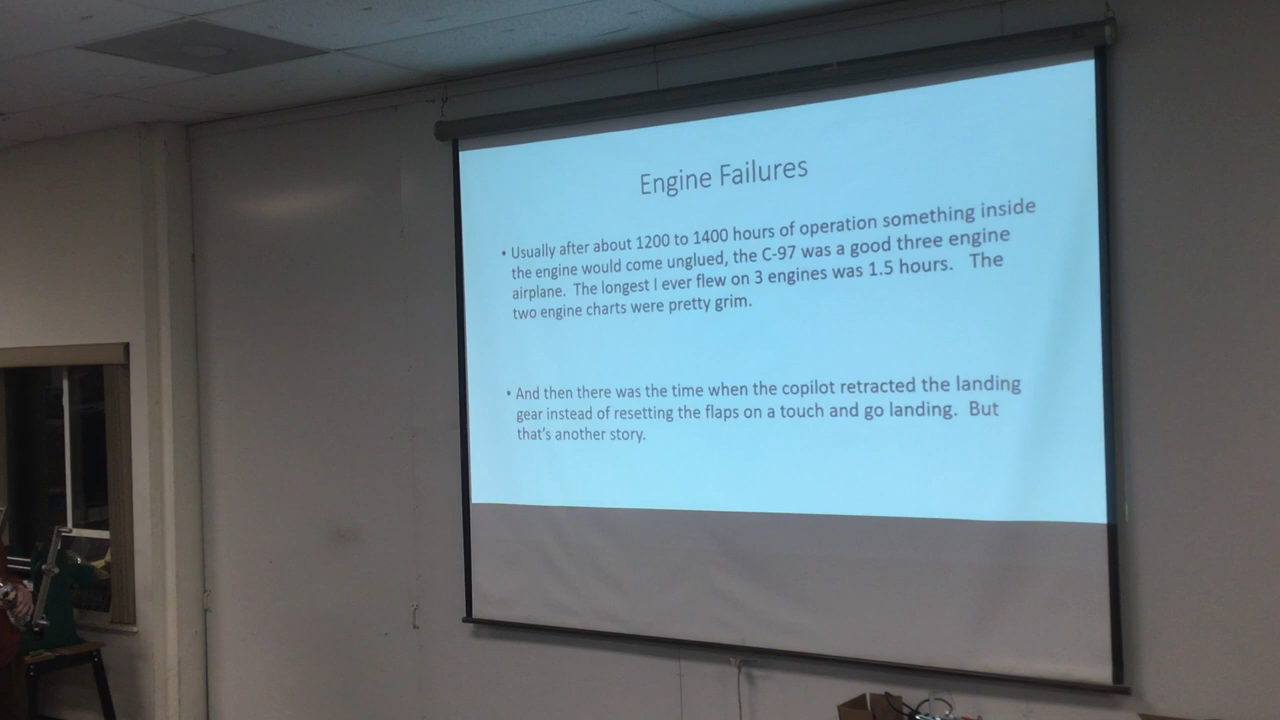 Engine Failures
• Usually after about 1200 to 1400 hours of operation something inside
the engine would come unglued, the C-97 was a good three engine
airplane.  The longest I ever flew on 3 engines was 1.5 hours.   The
two engine charts were pretty grim.
• And then there was the time when the copilot retracted the landing
gear instead of resetting the flaps on a touch and go landing.  But
that's another story.